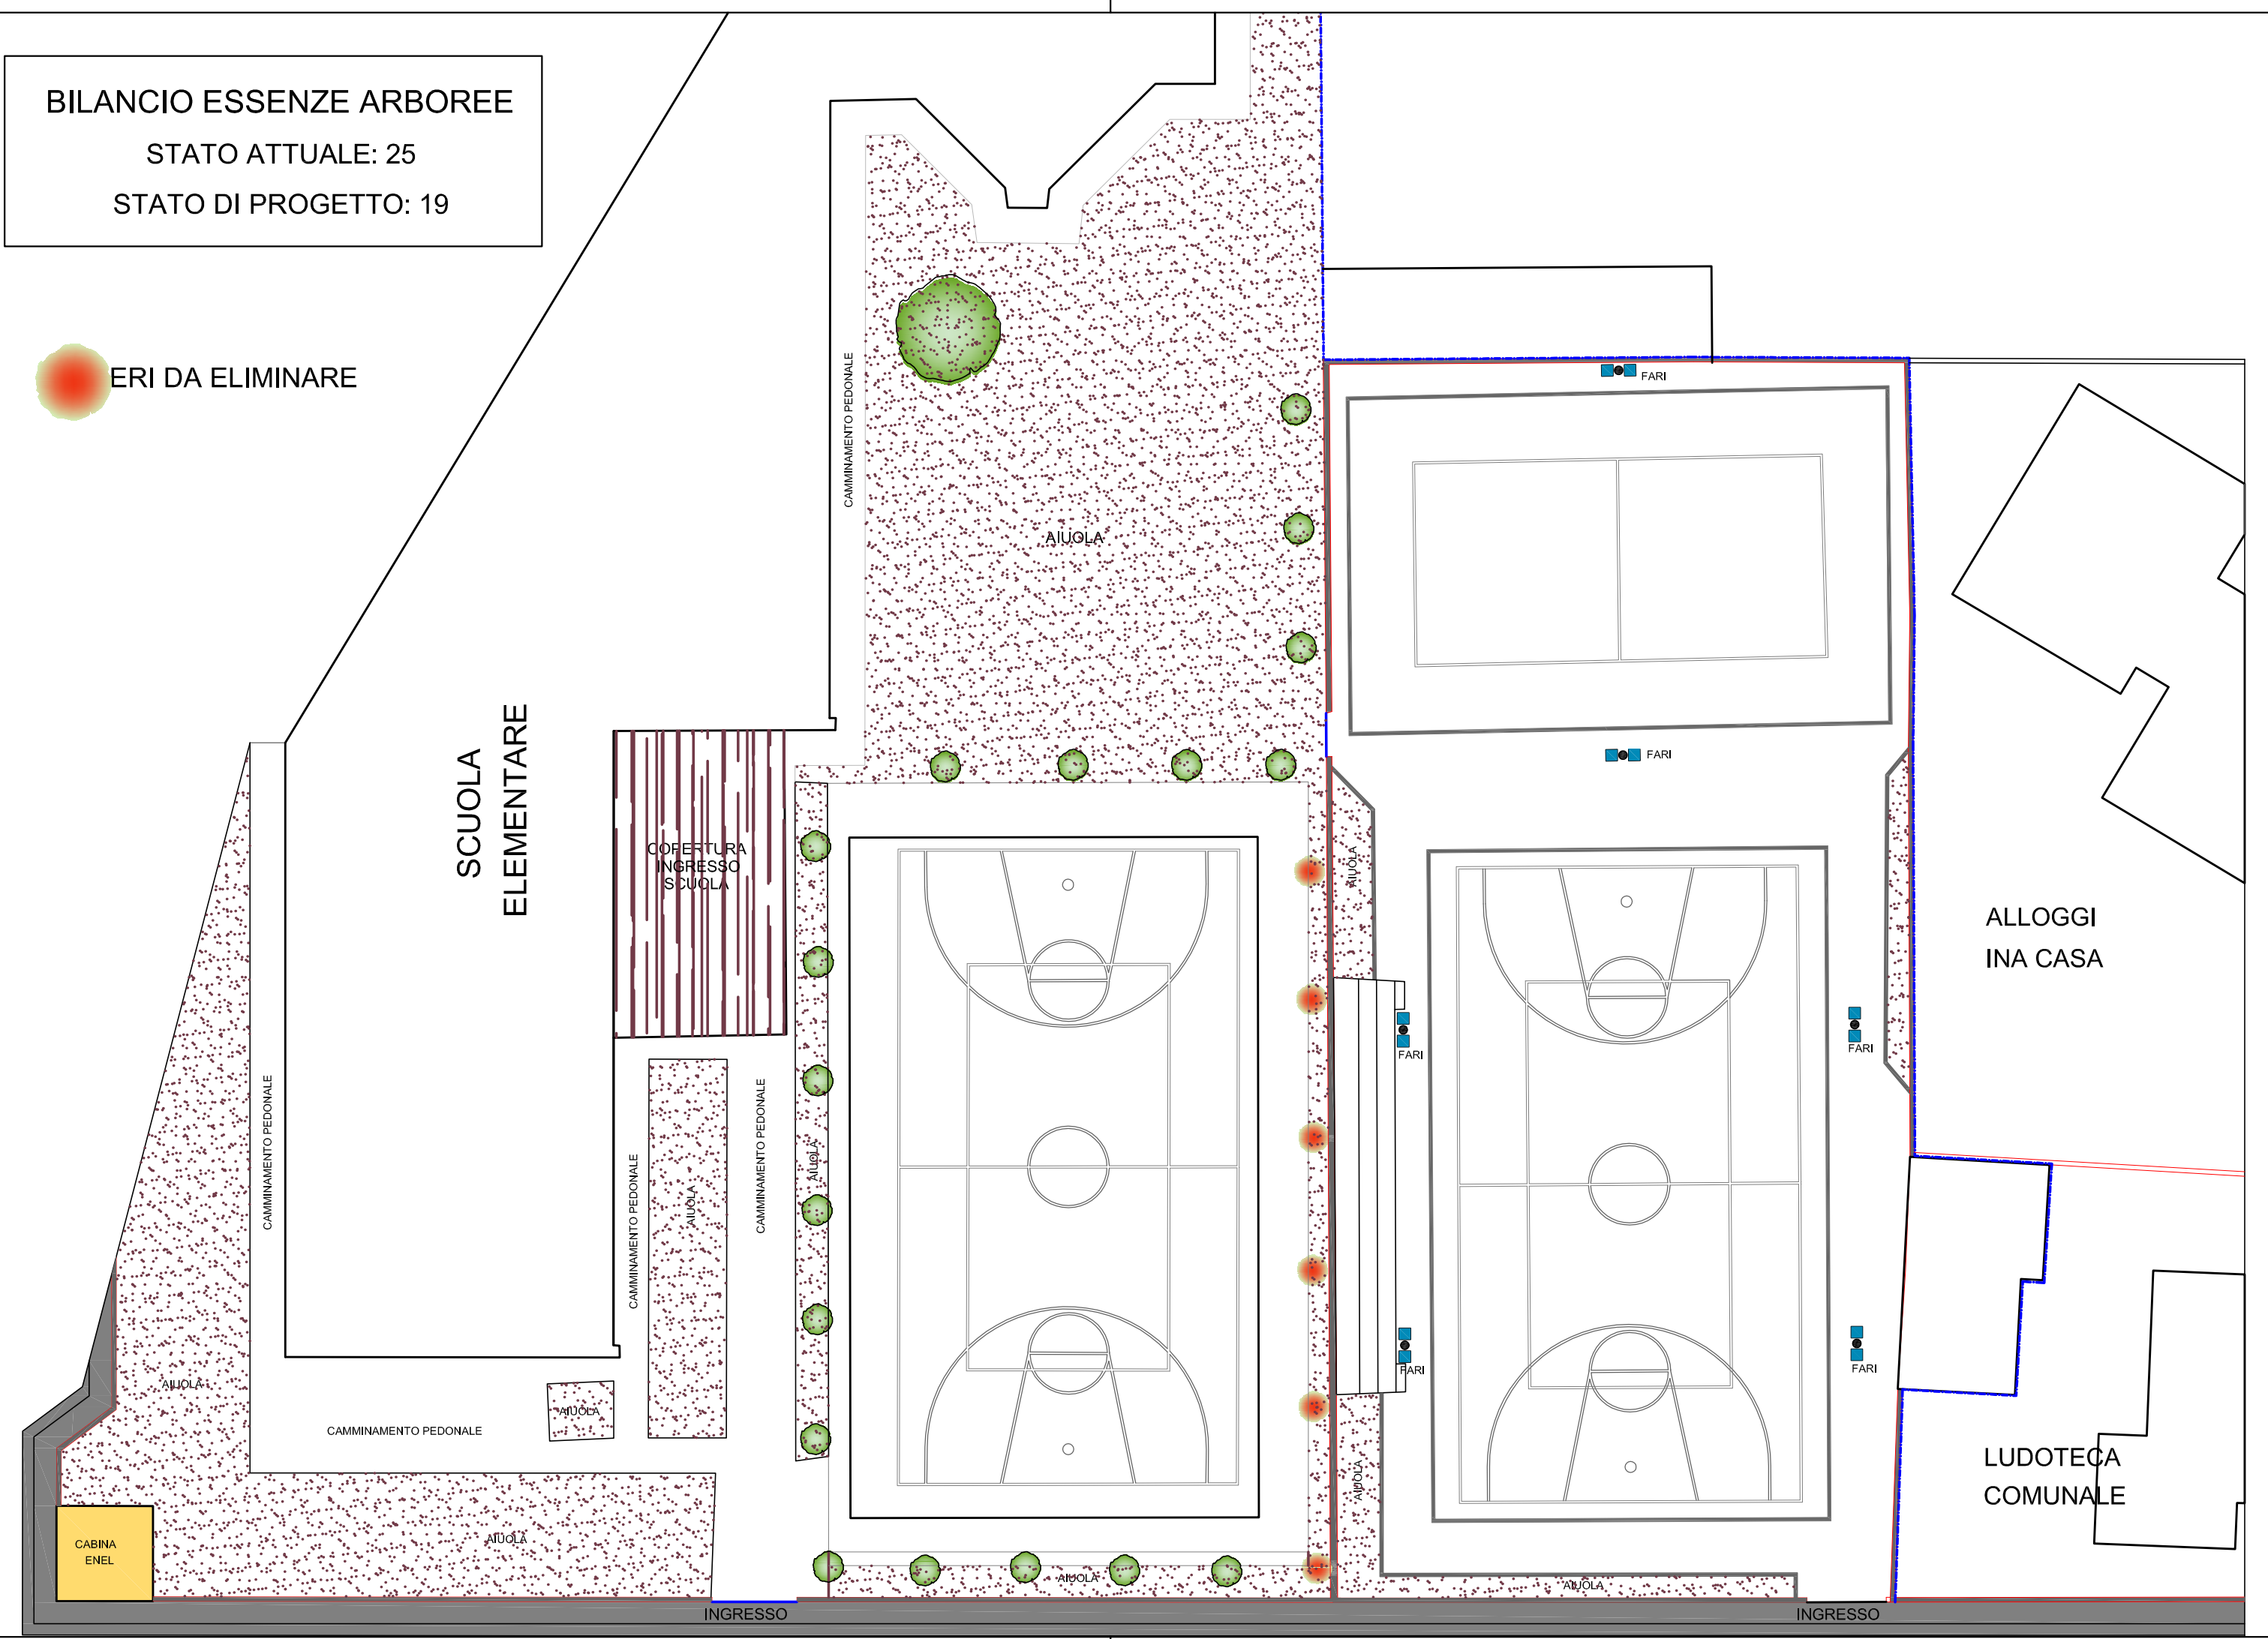 BILANCIO ESSENZE ARBOREE
STATO ATTUALE: 25
STATO DI PROGETTO: 19
ERI DA ELIMINARE
CAMMINAMENTO PEDONALE
AIUOLA
FARI
FARI
SCUOLA
ELEMENTARE
COPERTURA
INGRESSO
SCUOLA
AIUOLA
ALLOGGI
INA CASA
FARI
FARI
CAMMINAMENTO PEDONALE
CAMMINAMENTO PEDONALE
AIUOLA
CAMMINAMENTO PEDONALE
AIUOLA
FARI
FARI
AIUOLA
AIUOLA
CAMMINAMENTO PEDONALE
AIUOLA
LUDOTECA
COMUNALE
CABINA
ENEL
AIUOLA
AIUOLA
AIUOLA
INGRESSO
INGRESSO